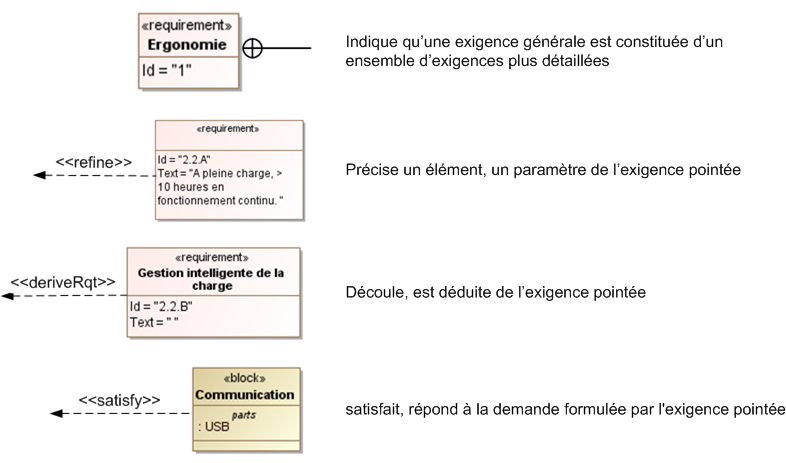 «requirement»
Ergonomie
Id = "1"
Indique qu'une exigence générale est constituée d'un
ensemble d'exigences plus détaillées
<<refine>>
«requirement»
Id = "2.2.A"
Text = "A pleine charge, >
10 heures en
fonctionnement continu. "
Précise un élément, un paramètre de l'exigence pointée
<<deriveRqt>>
«requirement»
Gestion intelligente de la
charge
Id = "2.2.B"
Text = " "
Découle, est déduite de l'exigence pointée
<<satisfy>>
«block»
Communication
parts
: USB
satisfait, répond à la demande formulée par l'exigence pointée